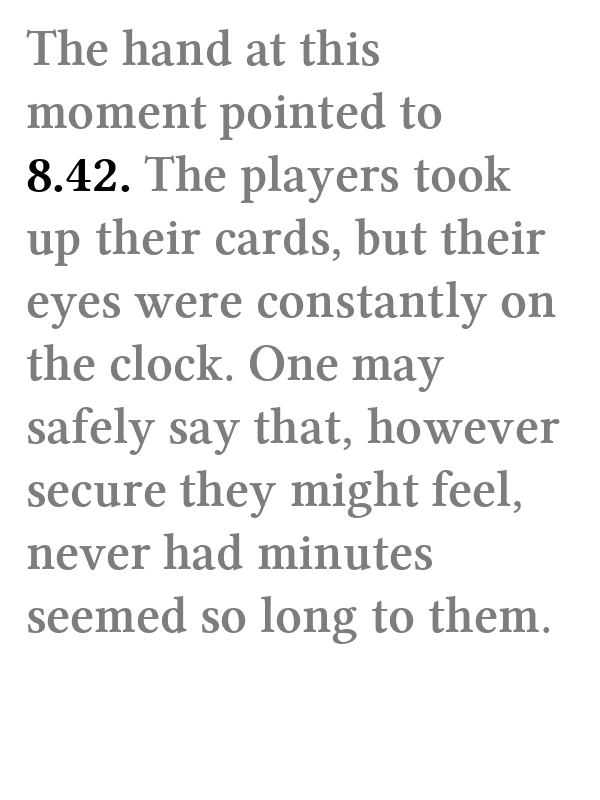 The hand at this
moment pointed to
8.42. The players took
up their cards, but their
eyes were constantly on
the clock. One may
safely say that, however
secure they might feel,
never had minutes
seemed so long to them.